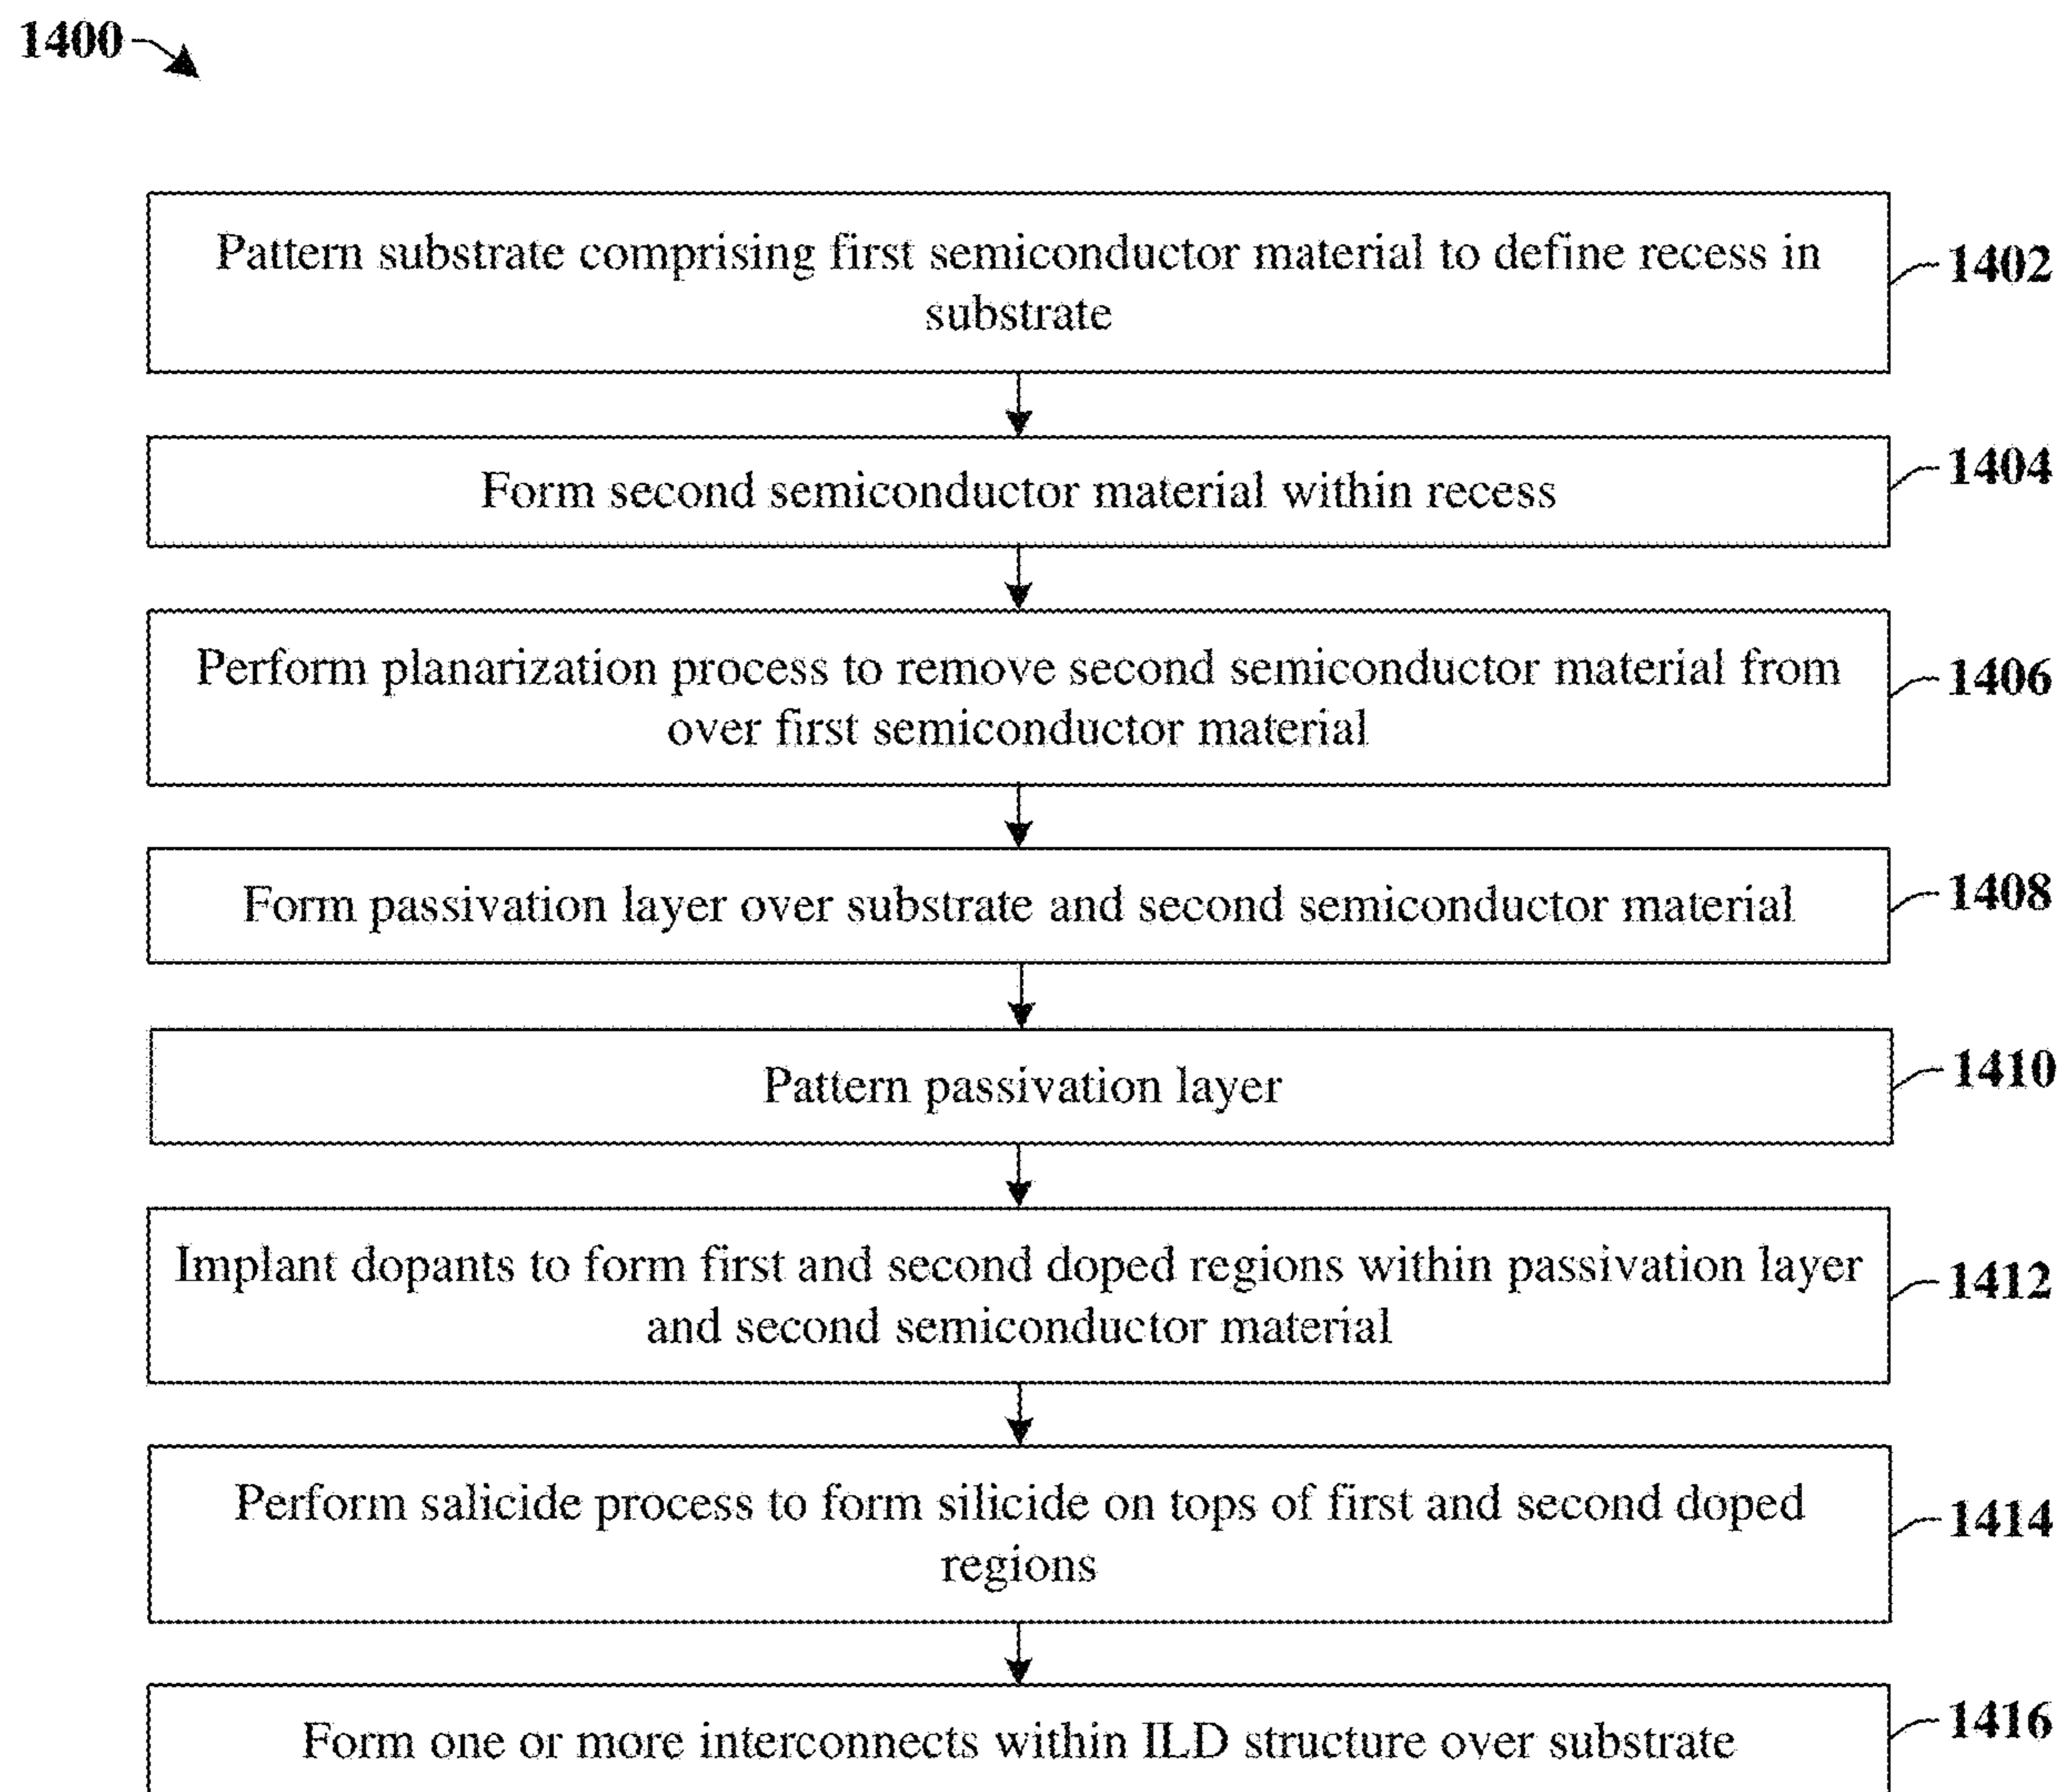 1400
Pattern substrate comprising first semiconductor material to define recess in
substrate
1402
Form second semiconductor material within recess
1404
Perform planarization process to remove second semiconductor material from
over first semiconductor material
1406
Form passivation layer over substrate and second semiconductor material
1408
Pattern passivation layer
1410
Implant dopants to form first and second doped regions within passivation layer
and second semiconductor material
1412
Perform salicide process to form silicide on tops of first and second doped
regions
1414
Form one or more interconnects within ILD structure over substrate
1416